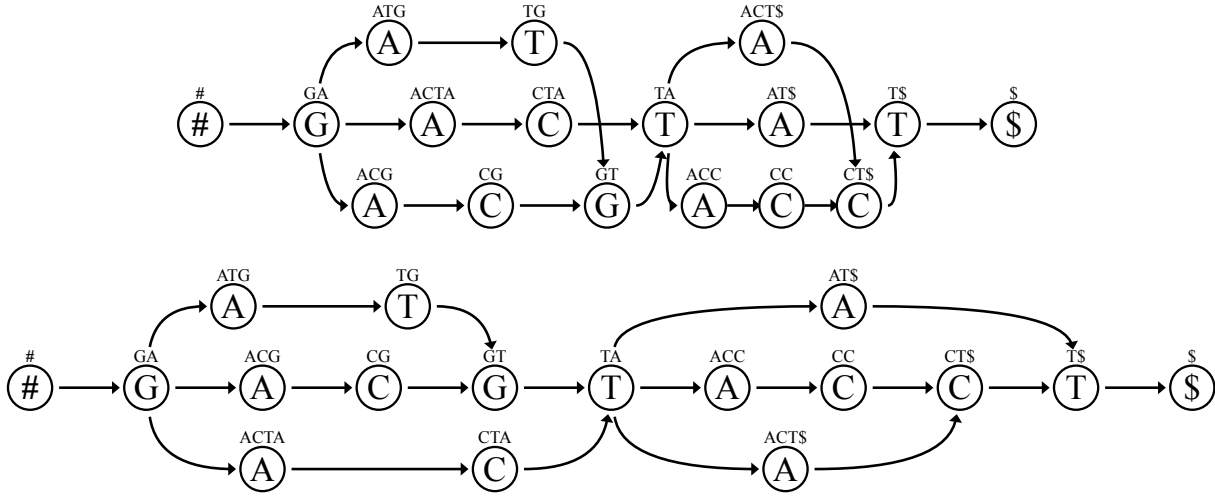 ATG TG ACT$
A T A
# GA ACTA CTA TA AT$ T$ $
# G A C T A T $
ACG CG GT ACC CC CT$
A C G A C C
ATG TG AT$
A T A
# GA ACG CG GT TA ACC CC CT$ T$ $
# G A C G T A C C T $
ACTA CTA ACT$
A C A